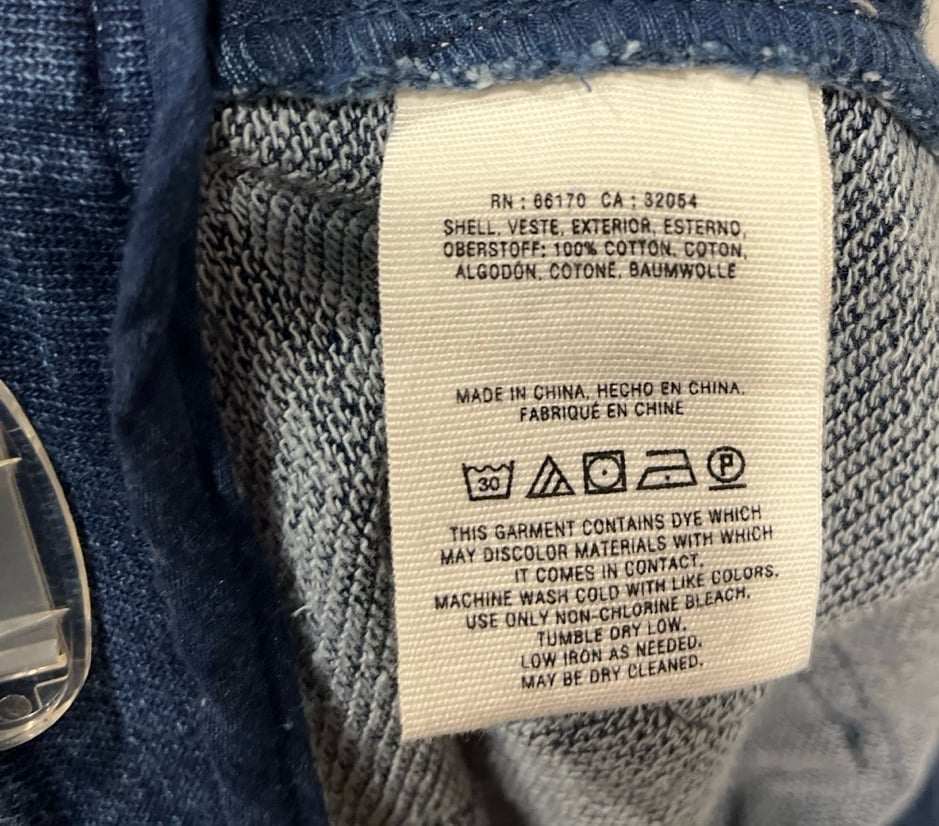 RN : 66170 CA : 32054
SHELL, VESTE, EXTERIOR, ESTERNO,
OBERSTOFF: 100% COTTON, COTON,
ALGODÓN, COTONE, BAUMWOLLE
MADE IN CHINA, HECHO EN CHINA.
FABRIQUÉ EN CHINE
30 P
THIS GARMENT CONTAINS DYE WHICH
MAY DISCOLOR MATERIALS WITH WHICH
IT COMES IN CONTACT.
MACHINE WASH COLD WITH LIKE COLORS.
USE ONLY NON-CHLORINE BLEACH.
TUMBLE DRY LOW.
LOW IRON AS NEEDED.
MAY BE DRY CLEANED.